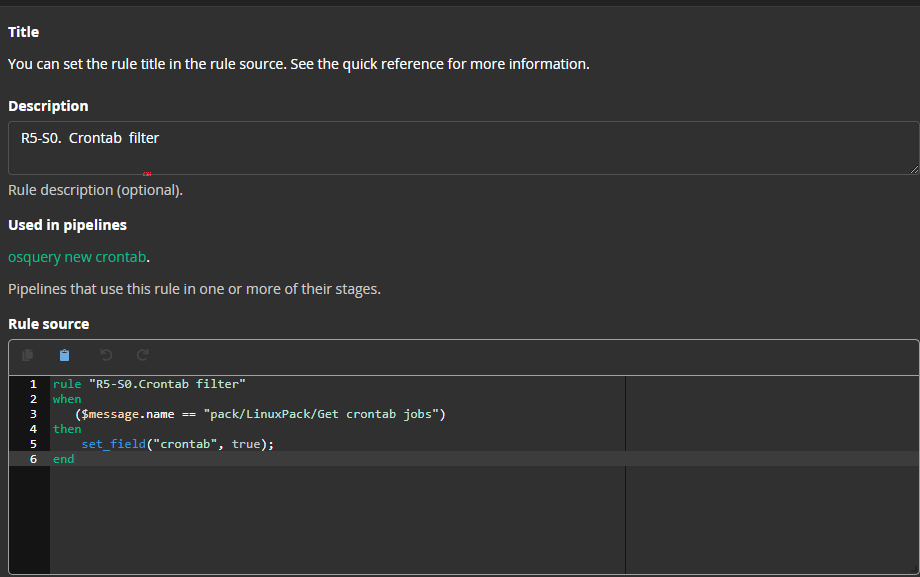 Title
You can set the rule title in the rule source. See the quick reference for more information.
Description
R5-S0.  Crontab  filter
Rule description (optional).
Used in pipelines
osquery new crontab.
Pipelines that use this rule in one or more of their stages.
Rule source
1 rule "R5-S0.Crontab filter"
2 when
3    ($message.name == "pack/LinuxPack/Get crontab jobs")
4 then
5     set_field("crontab", true);
6 end